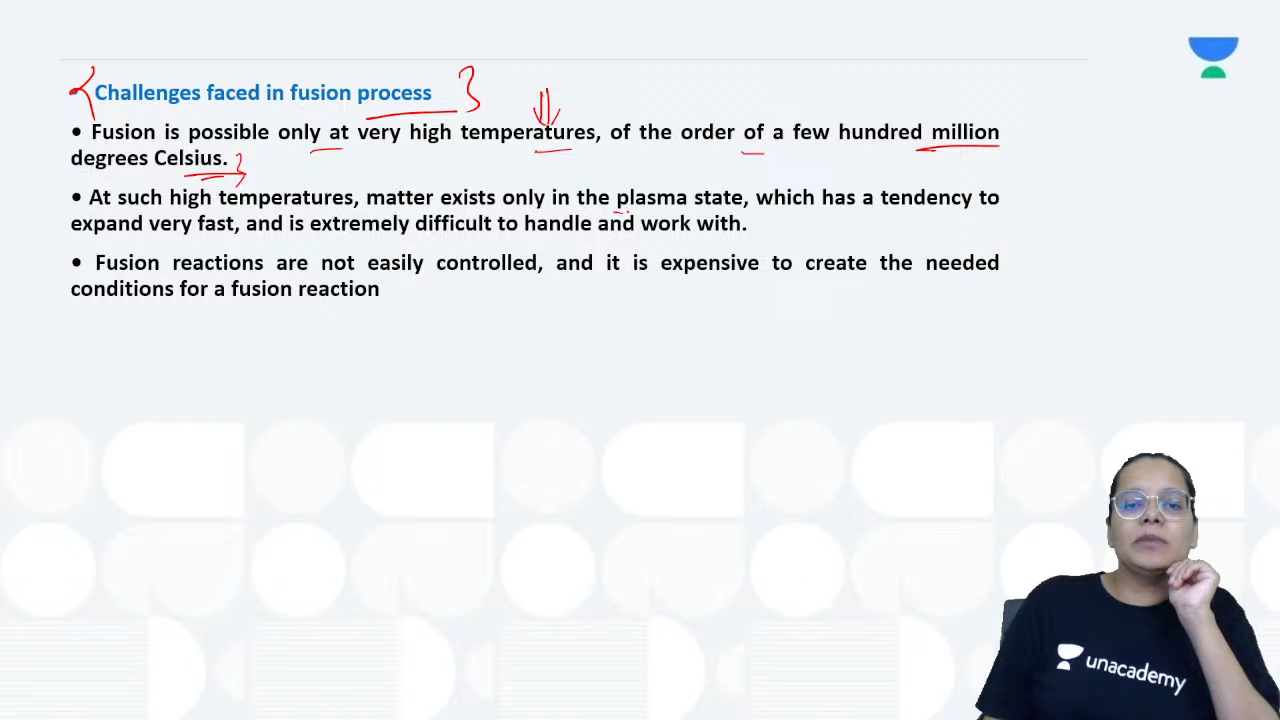 Challenges faced in fusion process
• Fusion is possible only at very high temperatures, of the order of a few hundred million
degrees Celsius.
• At such high temperatures, matter exists only in the plasma state, which has a tendency to
expand very fast, and is extremely difficult to handle and work with.
• Fusion reactions are not easily controlled, and it is expensive to create the needed
conditions for a fusion reaction
unacademy